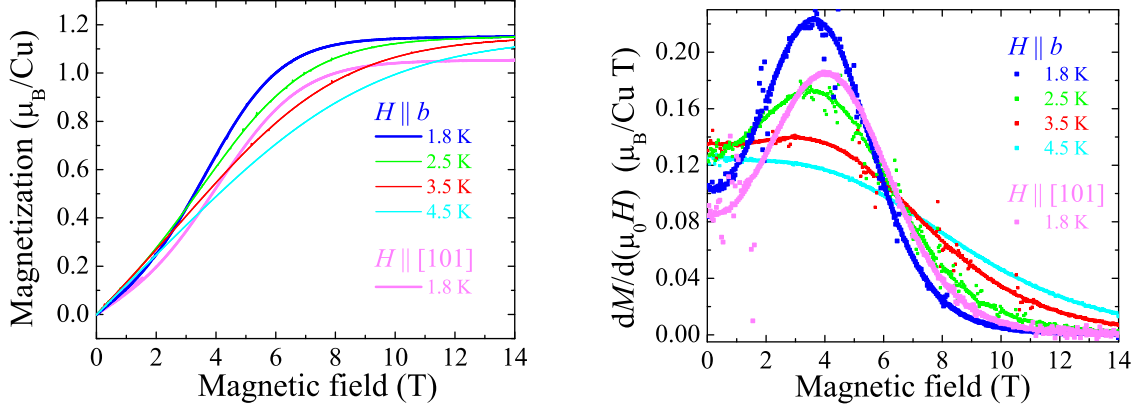 1.2
1.0
0.8
0.6
0.4
0.2
0.0
Magnetization (μB/Cu)
H || b
1.8 K
2.5 K
3.5 K
4.5 K
H || [101]
1.8 K
0 2 4 6 8 10 12 14
Magnetic field (T)
0.20
0.16
0.12
0.08
0.04
0.00
dM/d(μ0H) (μB/Cu T)
H || b
1.8 K
2.5 K
3.5 K
4.5 K
H || [101]
1.8 K
0 2 4 6 8 10 12 14
Magnetic field (T)